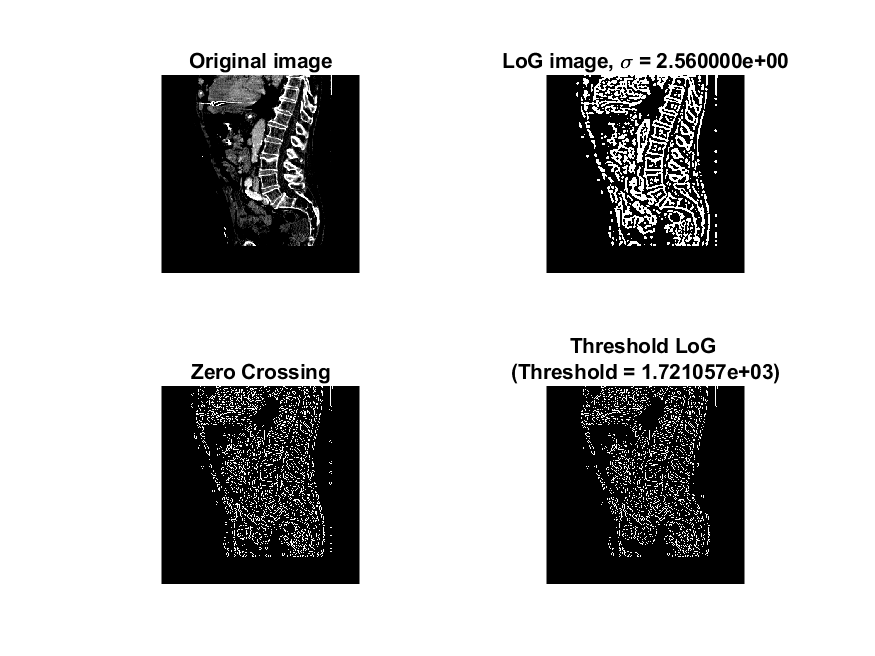 Original image
LoG image, σ = 2.560000e+00
Zero Crossing
Threshold LoG
(Threshold = 1.721057e+03)